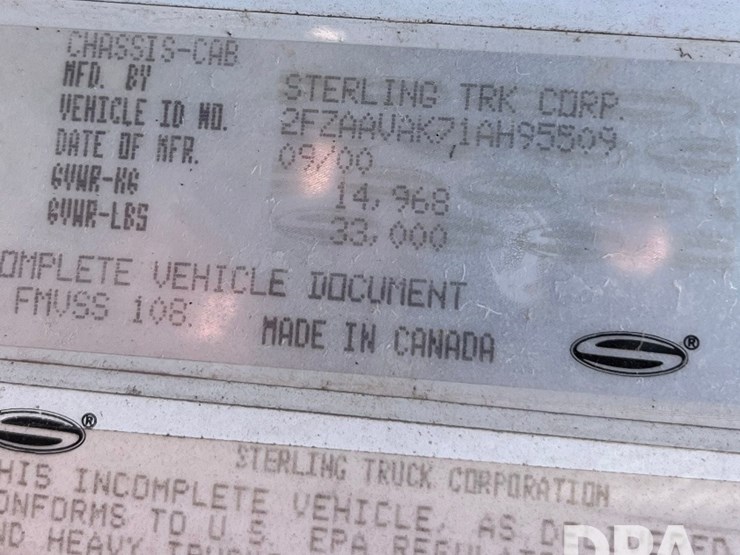 CHASSIS-CAB
MFD. BY STERLING TRK CORP.
VEHICLE ID NO. 2FZAAVAK71AH95509
DATE OF MFR. 09/00
GVWR-KG 14,968
GVWR-LBS 33,000
OMPLETE VEHICLE DOCUMENT
FMVSS 108.
MADE IN CANADA
®
®
STERLING TRUCK CORPORATION
HIS INCOMPLETE VEHICLE, AS
ONFORMS TO U.S. EPA
ND HEAVY
DPA